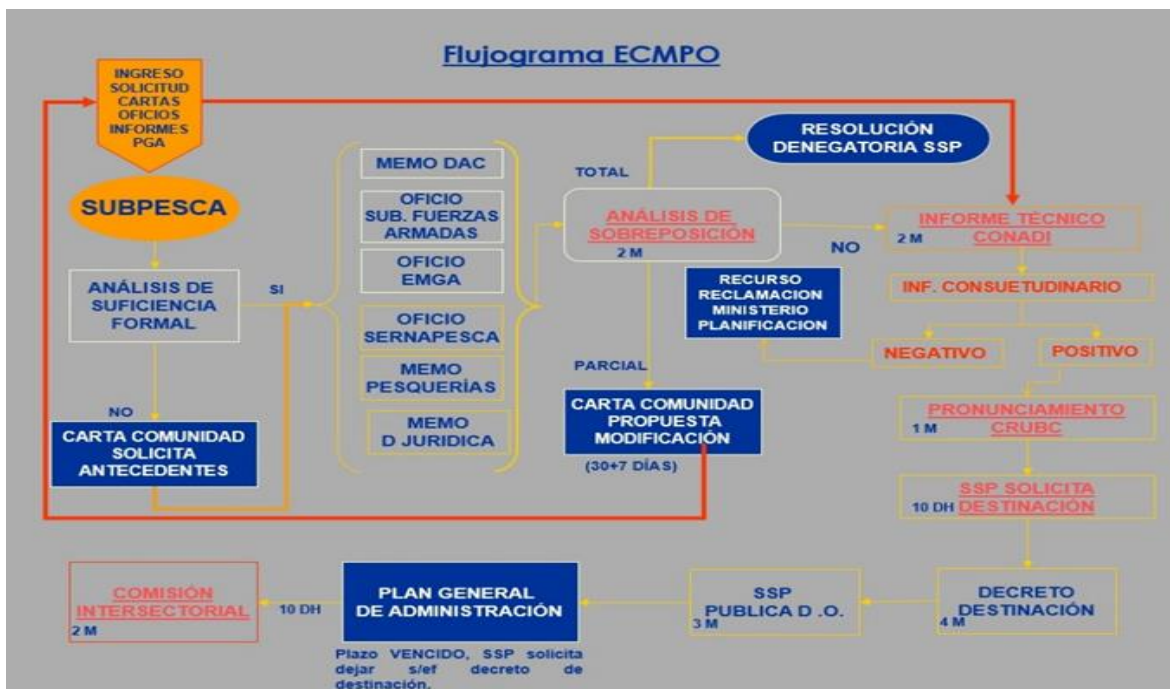 Flujograma ECMPO
INGRESO
SOLICITUD
CARTAS
OFICIOS
INFORMES
PGA
SUBPESCA
ANÁLISIS DE
SUFICIENCIA
FORMAL
SI
NO
CARTA COMUNIDAD
SOLICITA
ANTECEDENTES
MEMO DAC
OFICIO
SUB. FUERZAS
ARMADAS
OFICIO
EMGA
OFICIO
SERNAPESCA
MEMO
PESQUERÍAS
MEMO
D JURIDICA
TOTAL
RESOLUCIÓN
DENEGATORIA SSP
ANÁLISIS DE
SOBREPOSICIÓN
2 M
NO
PARCIAL
CARTA COMUNIDAD
PROPUESTA
MODIFICACIÓN
(30+7 DÍAS)
RECURSO
RECLAMACION
MINISTERIO
PLANIFICACION
INFORME TÉCNICO
CONADI
2 M
INF. CONSUETUDINARIO
NEGATIVO
POSITIVO
PRONUNCIAMIENTO
CRUBC
1 M
SSP SOLICITA
DESTINACIÓN
10 DH
DECRETO
DESTINACIÓN
4 M
SSP
PUBLICA D .O.
3 M
PLAN GENERAL
DE ADMINISTRACIÓN
Plazo VENCIDO, SSP solicita
dejar s/ef decreto de
destinación.
10 DH
COMISIÓN
INTERSECTORIAL
2 M